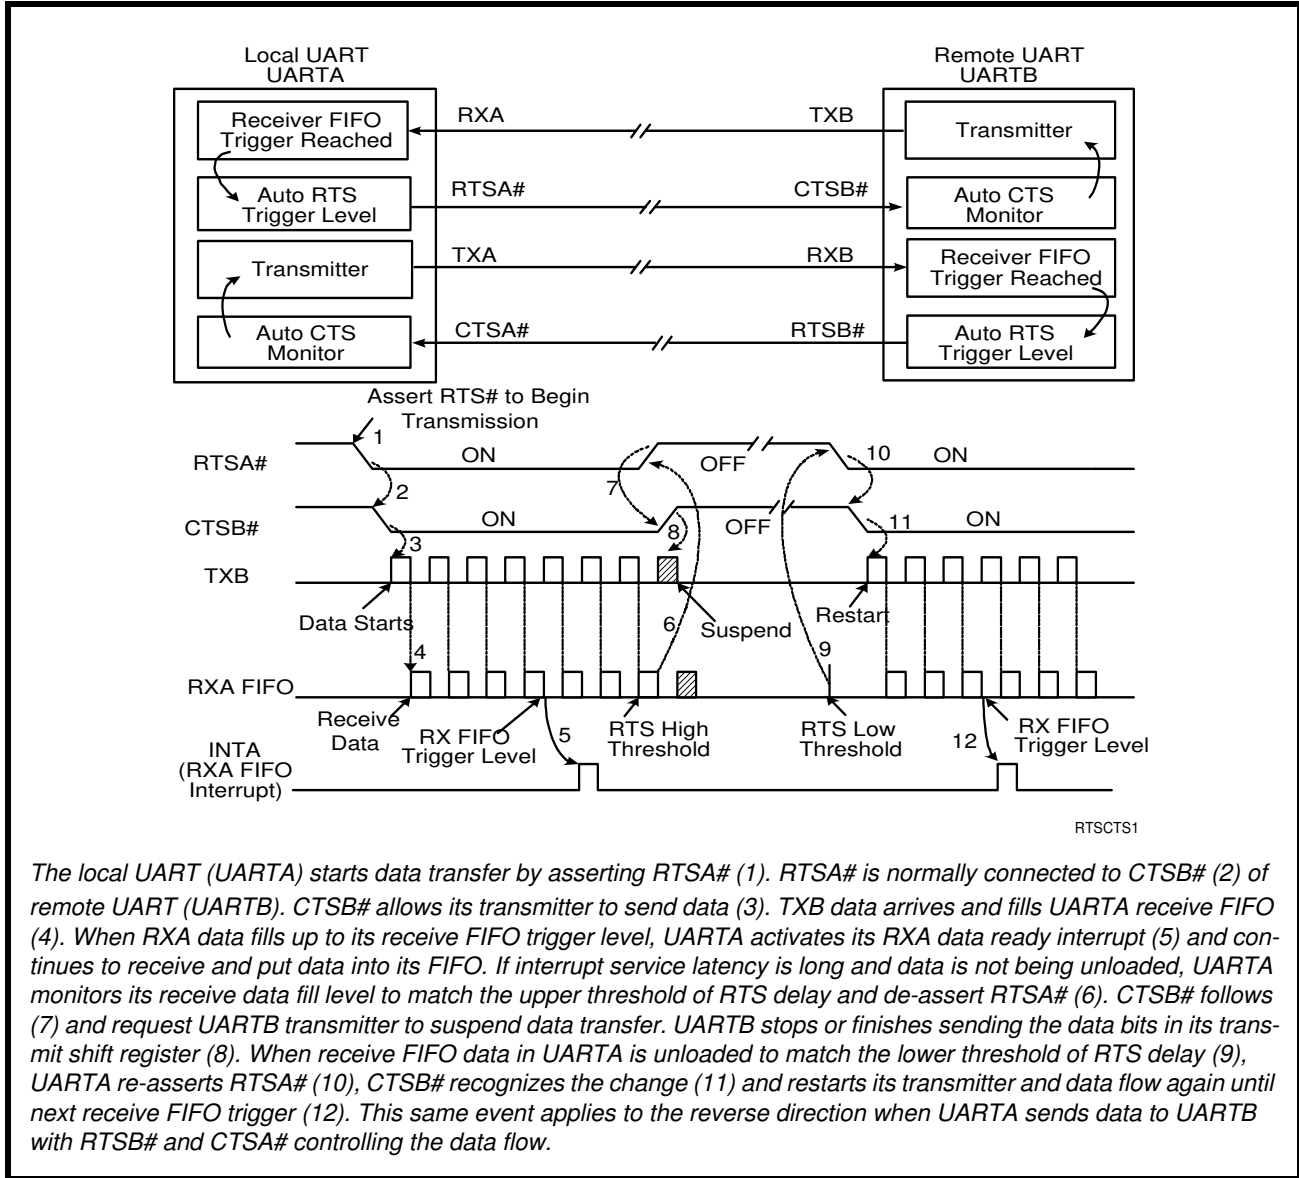 Local UART
UARTA
Remote UART
UARTB
Receiver FIFO
Trigger Reached
RXA
TXB
Transmitter
Auto RTS
Trigger Level
RTSA#
CTSB#
Auto CTS
Monitor
Transmitter
TXA
RXB
Receiver FIFO
Trigger Reached
Auto CTS
Monitor
CTSA#
RTSB#
Auto RTS
Trigger Level
Assert RTS# to Begin
Transmission
1
RTSA#
ON
OFF
10
ON
2
7
CTSB#
ON
OFF
11
ON
3
8
TXB
Data Starts
6
Suspend
Restart
4
9
RXA FIFO
Receive
Data
RX FIFO
Trigger Level
5
RTS High
Threshold
RTS Low
Threshold
12
RX FIFO
Trigger Level
INTA
(RXA FIFO
Interrupt)
RTSCTS1
The local UART (UARTA) starts data transfer by asserting RTSA# (1). RTSA# is normally connected to CTSB# (2) of
remote UART (UARTB). CTSB# allows its transmitter to send data (3). TXB data arrives and fills UARTA receive FIFO
(4). When RXA data fills up to its receive FIFO trigger level, UARTA activates its RXA data ready interrupt (5) and con-
tinues to receive and put data into its FIFO. If interrupt service latency is long and data is not being unloaded, UARTA
monitors its receive data fill level to match the upper threshold of RTS delay and de-assert RTSA# (6). CTSB# follows
(7) and request UARTB transmitter to suspend data transfer. UARTB stops or finishes sending the data bits in its trans-
mit shift register (8). When receive FIFO data in UARTA is unloaded to match the lower threshold of RTS delay (9),
UARTA re-asserts RTSA# (10), CTSB# recognizes the change (11) and restarts its transmitter and data flow again until
next receive FIFO trigger (12). This same event applies to the reverse direction when UARTA sends data to UARTB
with RTSB# and CTSA# controlling the data flow.